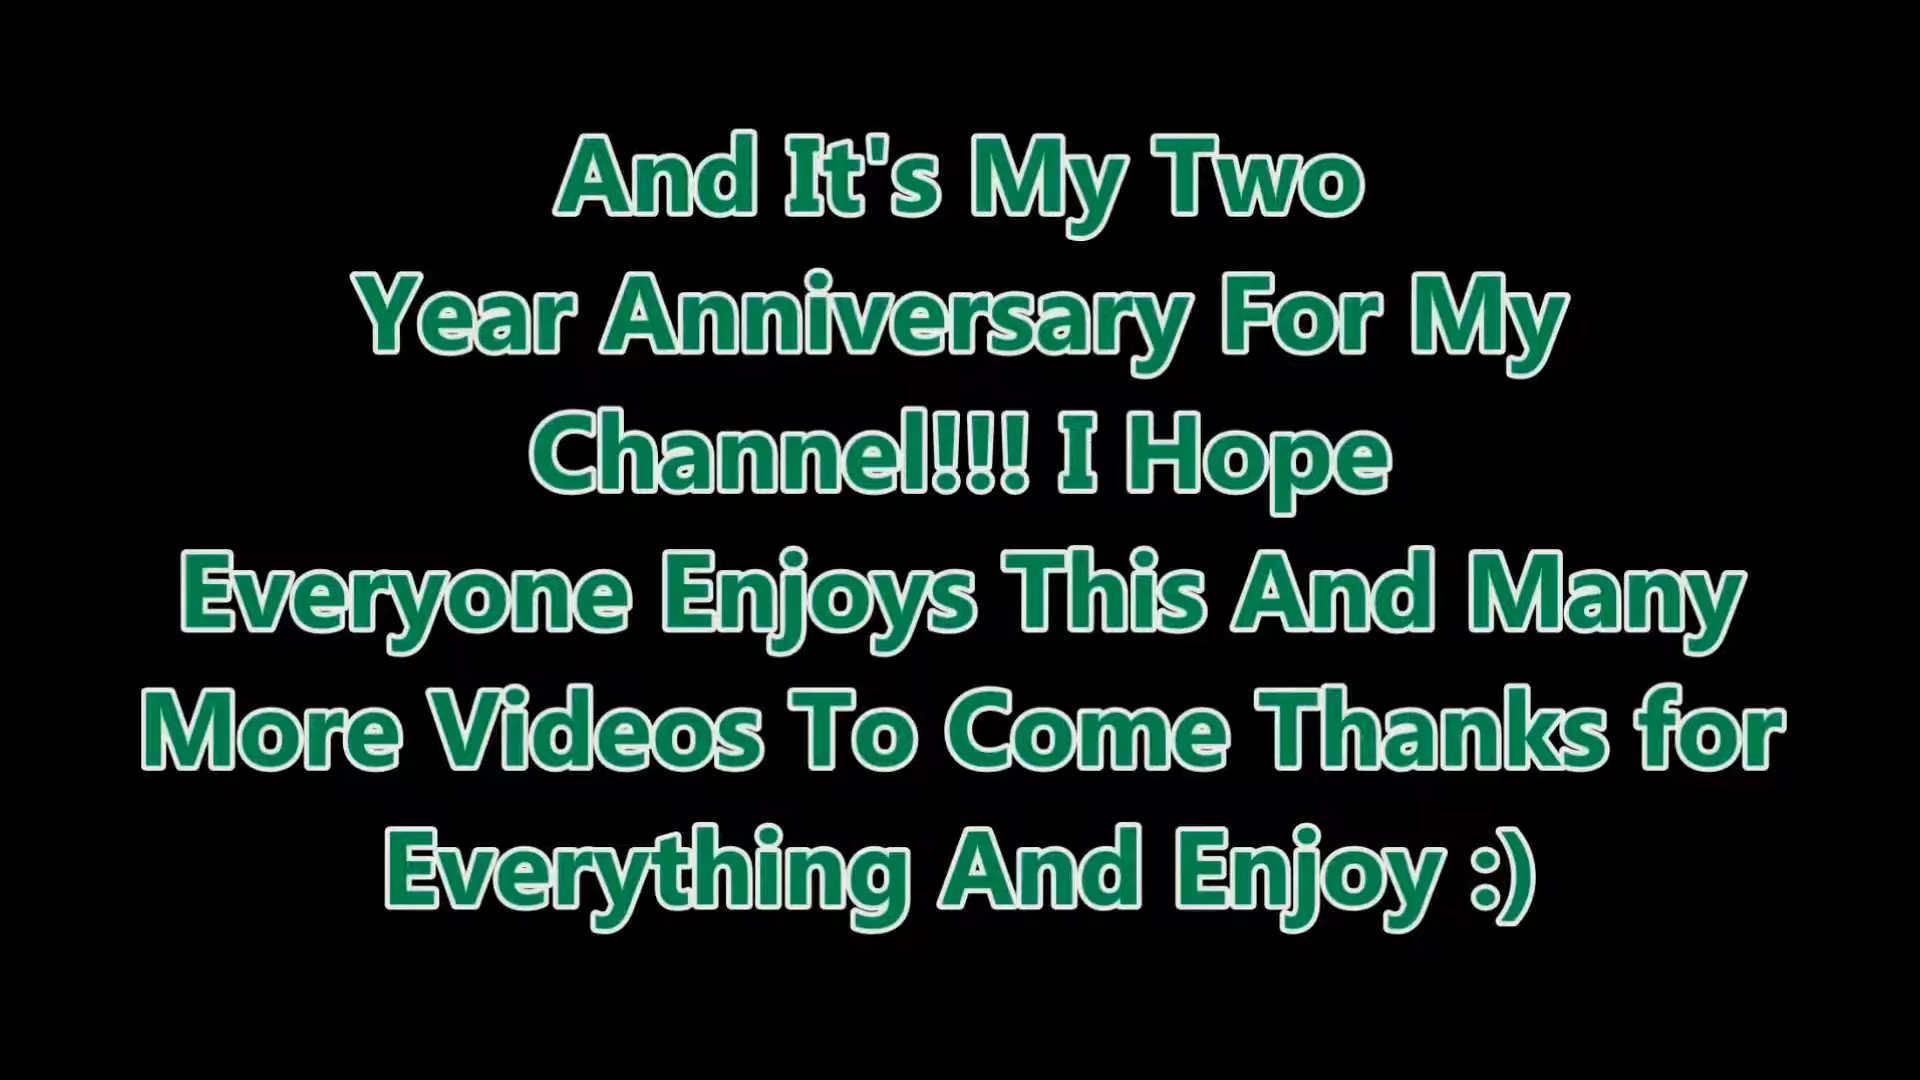 And It's My Two
Year Anniversary For My
Channel!!! I Hope
Everyone Enjoys This And Many
More Videos To Come Thanks for
Everything And Enjoy :)